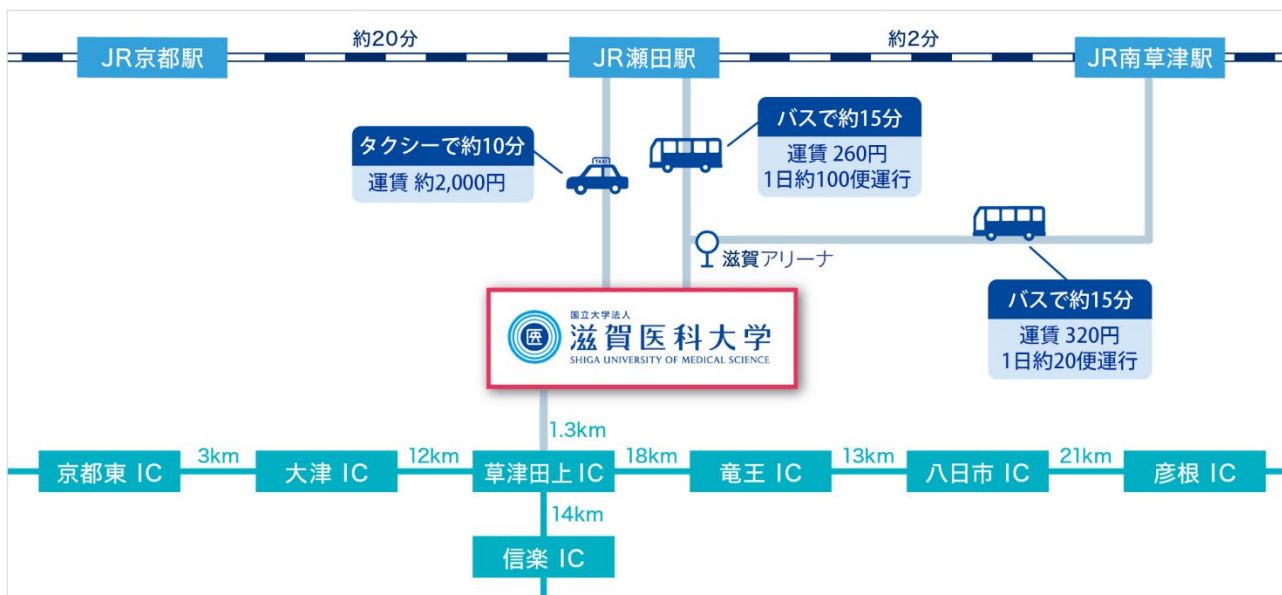 約20分
約2分
JR京都駅
JR瀬田駅
JR南草津駅
タクシーで約10分
運賃 約2,000円
TAXI
バスで約15分
運賃 260円
1日約100便運行
滋賀アリーナ
バスで約15分
運賃 320円
1日約20便運行
医
国立大学法人
滋賀医科大学
SHIGA UNIVERSITY OF MEDICAL SCIENCE
1.3km
京都東 IC
3km
大津 IC
12km
草津田上 IC
18km
竜王 IC
13km
八日市 IC
21km
彦根 IC
14km
信楽 IC